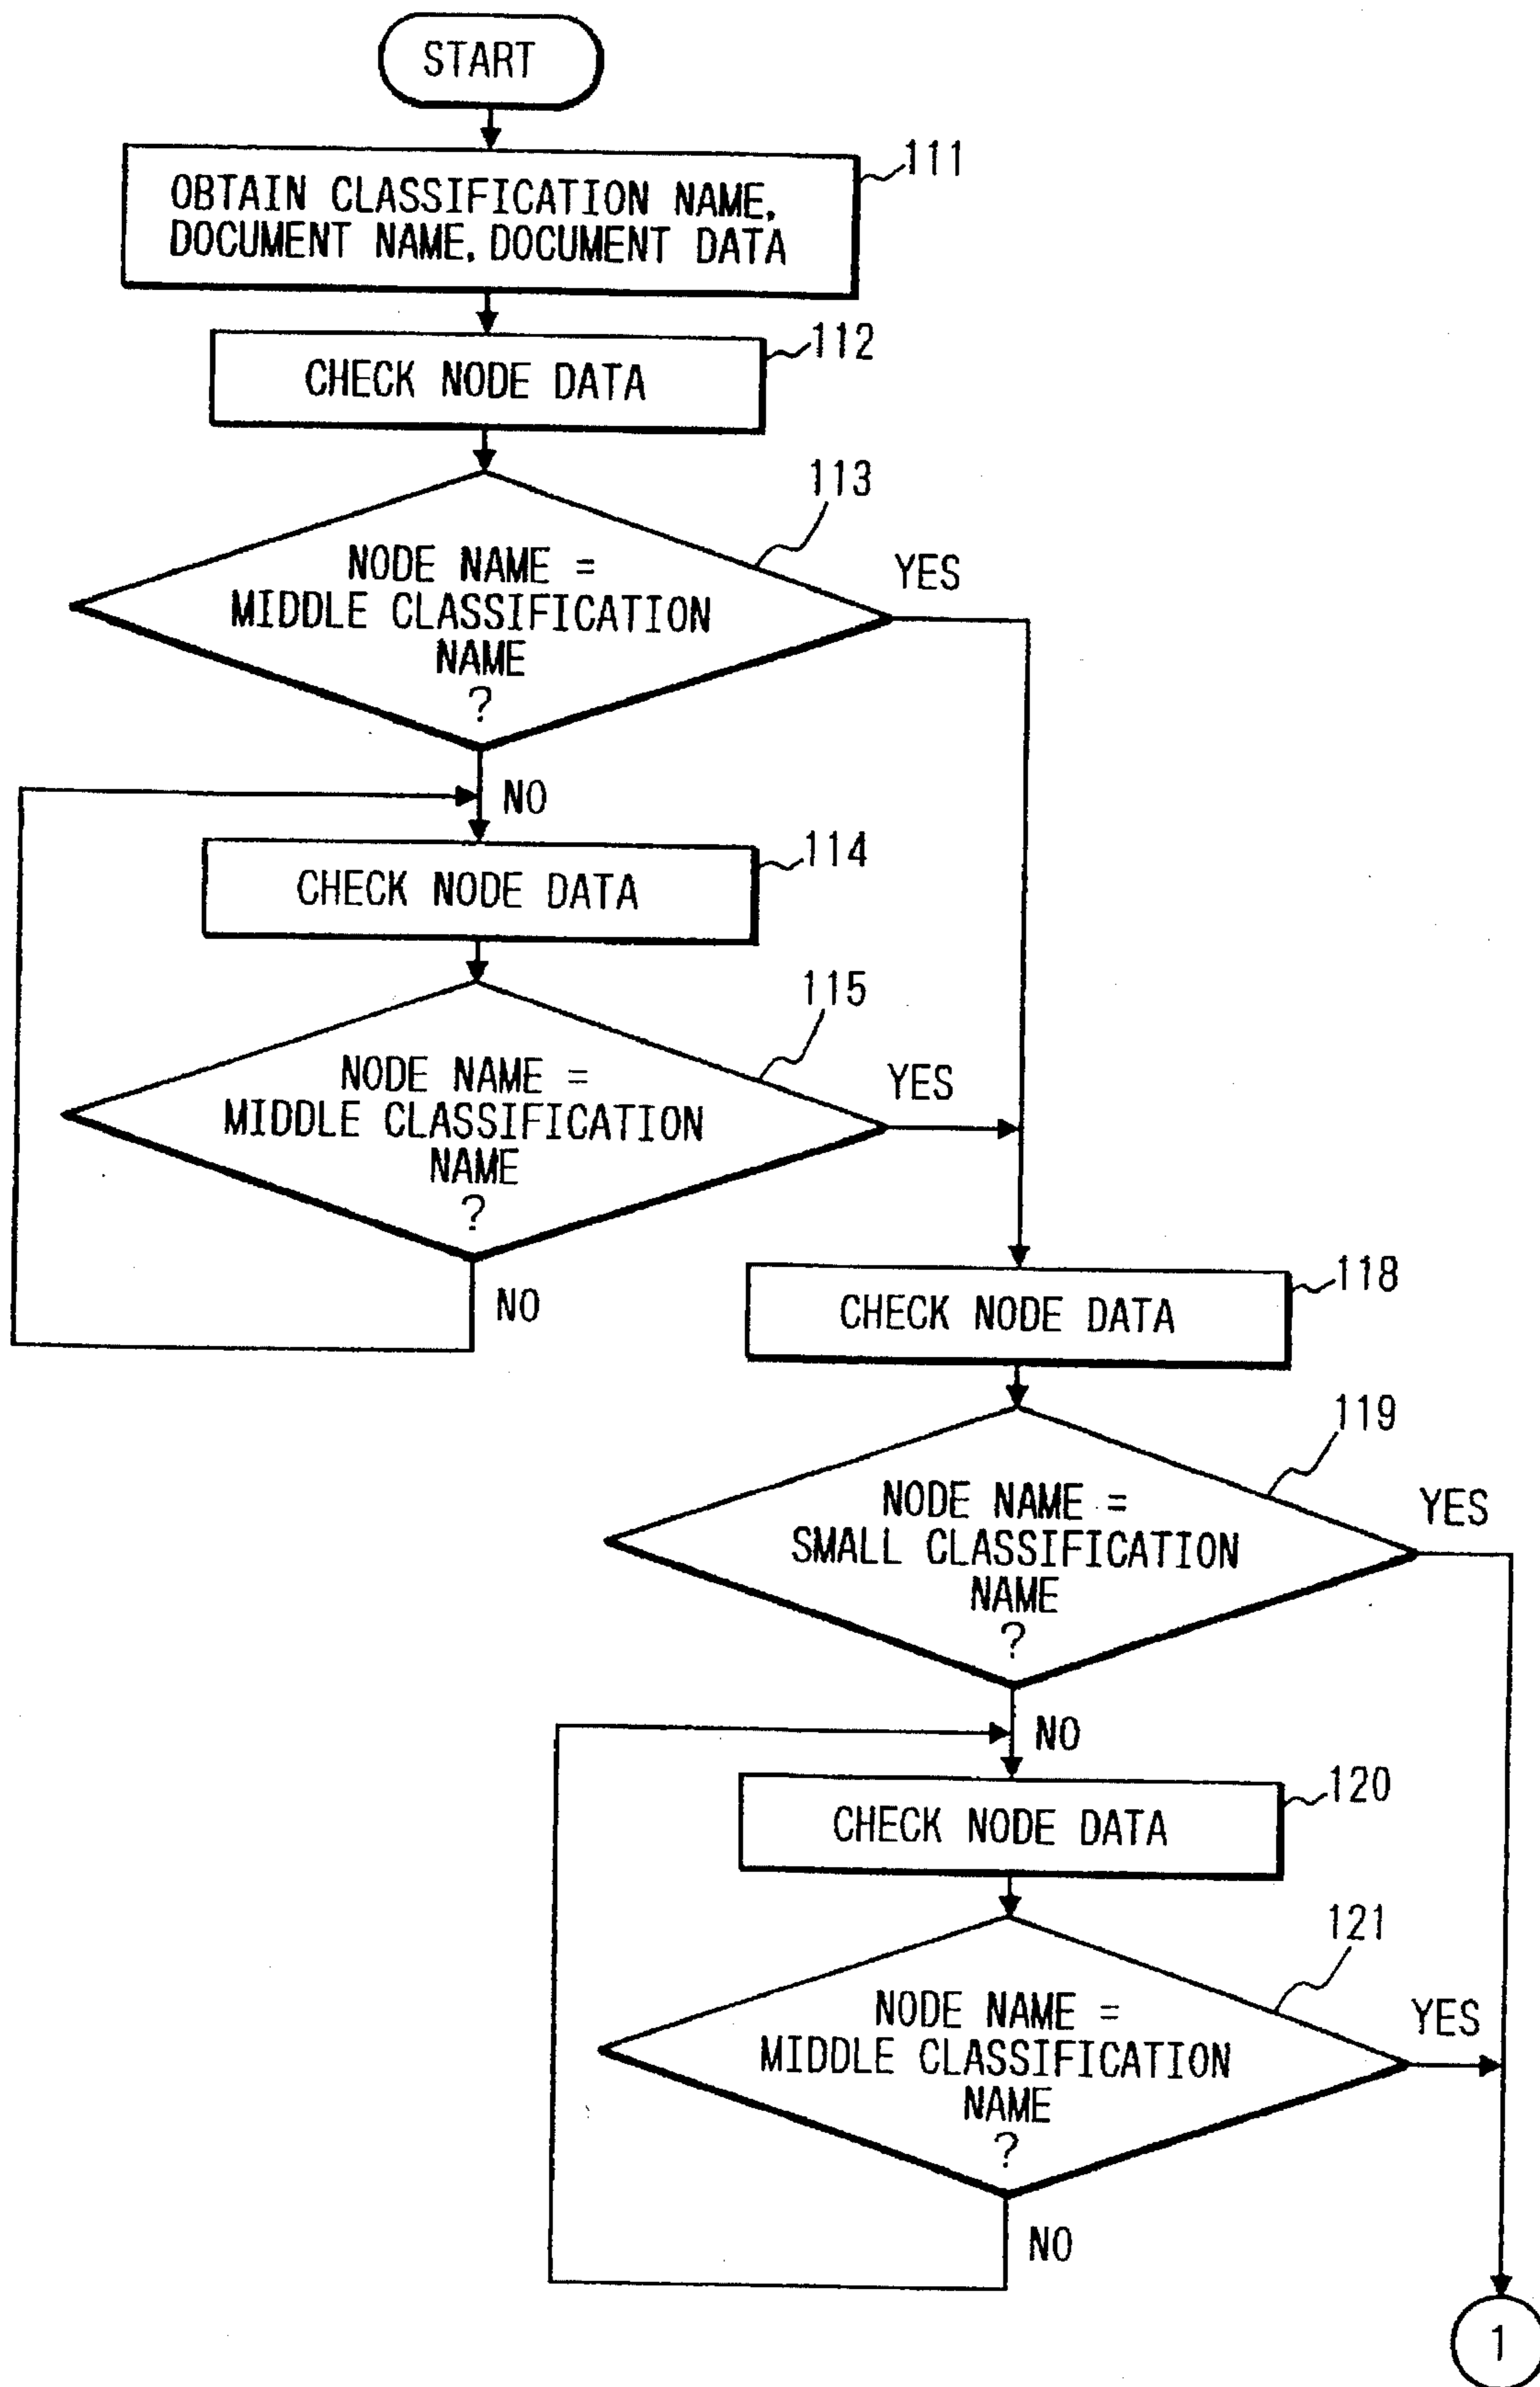 START
111
OBTAIN CLASSIFICATION NAME,
DOCUMENT NAME, DOCUMENT DATA
112
CHECK NODE DATA
113
NODE NAME =
MIDDLE CLASSIFICATION
NAME
?
YES
NO
114
CHECK NODE DATA
115
NODE NAME =
MIDDLE CLASSIFICATION
NAME
?
YES
NO
118
CHECK NODE DATA
119
NODE NAME =
SMALL CLASSIFICATION
NAME
?
YES
NO
120
CHECK NODE DATA
121
NODE NAME =
MIDDLE CLASSIFICATION
NAME
?
YES
NO
1